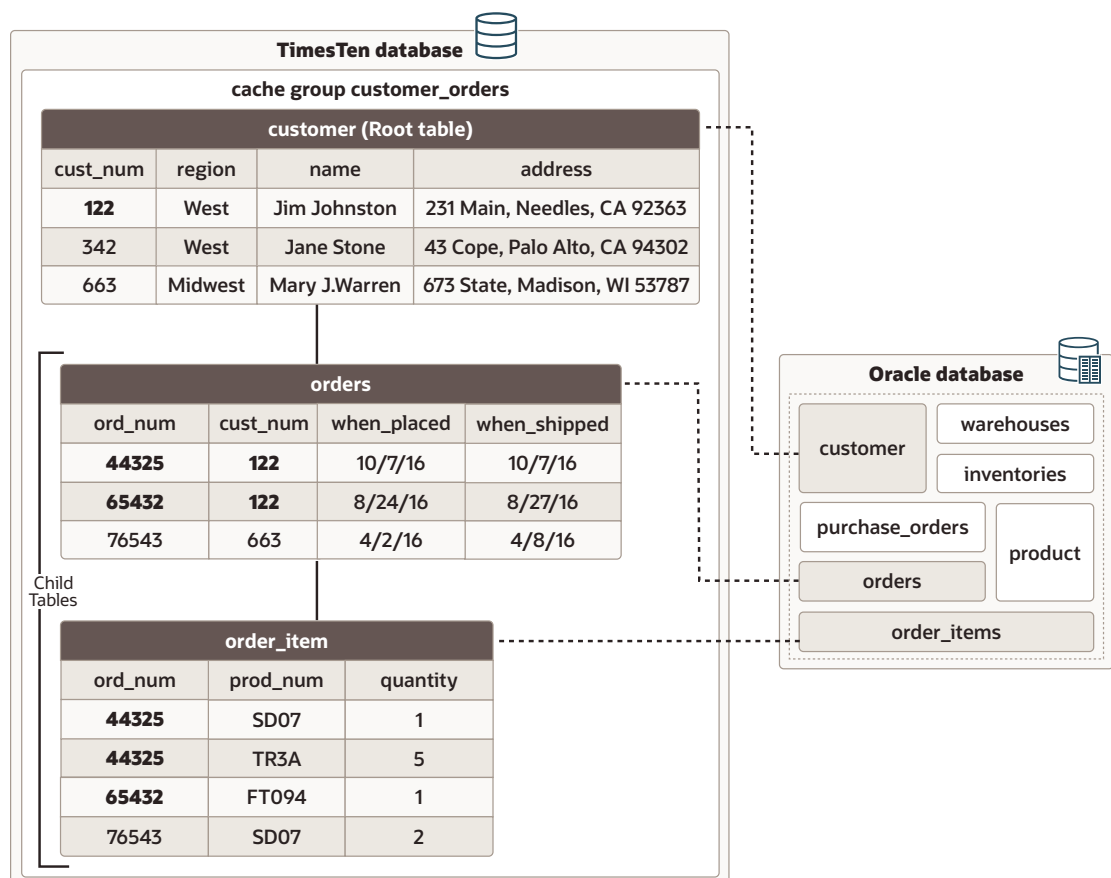 TimesTen database
cache group customer_orders
customer (Root table)
cust_num region name address
122 West Jim Johnston 231 Main, Needles, CA 92363
342 West Jane Stone 43 Cope, Palo Alto, CA 94302
663 Midwest Mary J.Warren 673 State, Madison, WI 53787
Child
Tables
orders
ord_num cust_num when_placed when_shipped
44325 122 10/7/16 10/7/16
65432 122 8/24/16 8/27/16
76543 663 4/2/16 4/8/16
order_item
ord_num prod_num quantity
44325 SD07 1
44325 TR3A 5
65432 FT094 1
76543 SD07 2
Oracle database
customer
warehouses
inventories
purchase_orders
product
orders
order_items